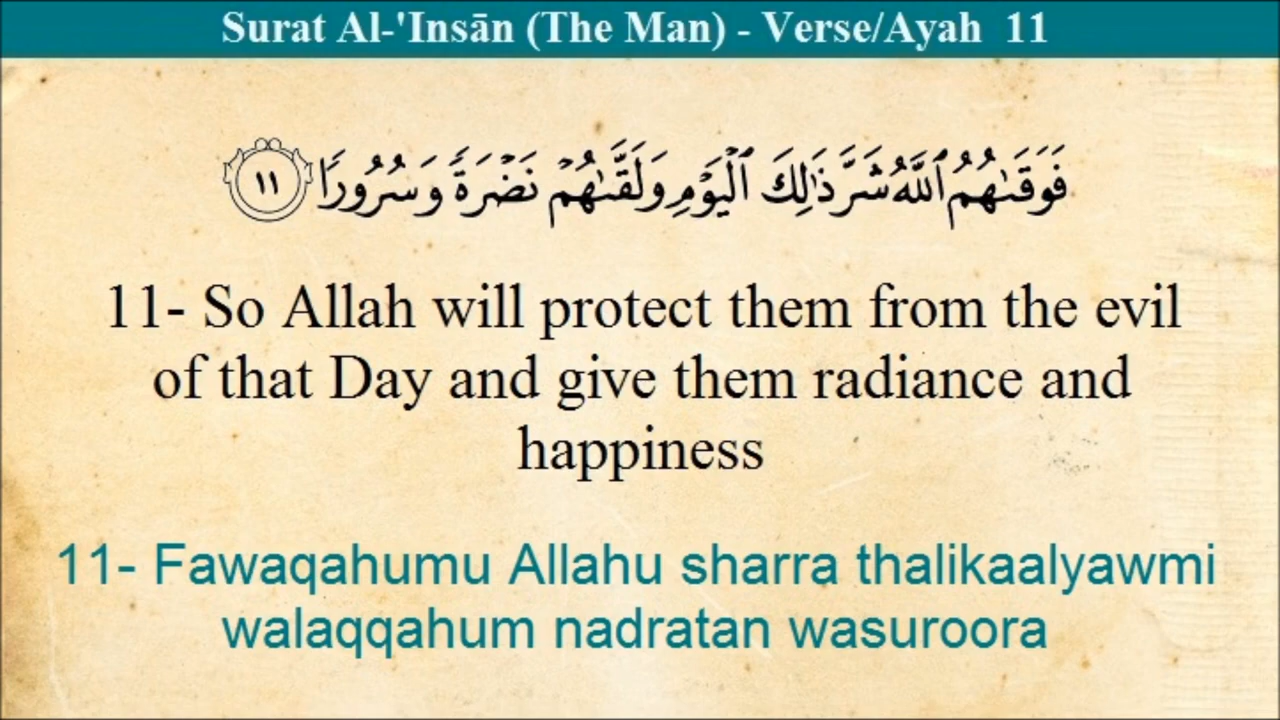 Surat Al-'Insān (The Man) - Verse/Ayah 11
فَوَقَىٰهُمُ ٱللَّهُ شَرَّ ذَٰلِكَ ٱلْيَوْمِ وَلَقَّىٰهُمْ نَضْرَةً وَسُرُورًا ١١
11- So Allah will protect them from the evil
of that Day and give them radiance and
happiness
11- Fawaqahumu Allahu sharra thalikaalyawmi
walaqqahum nadratan wasuroora